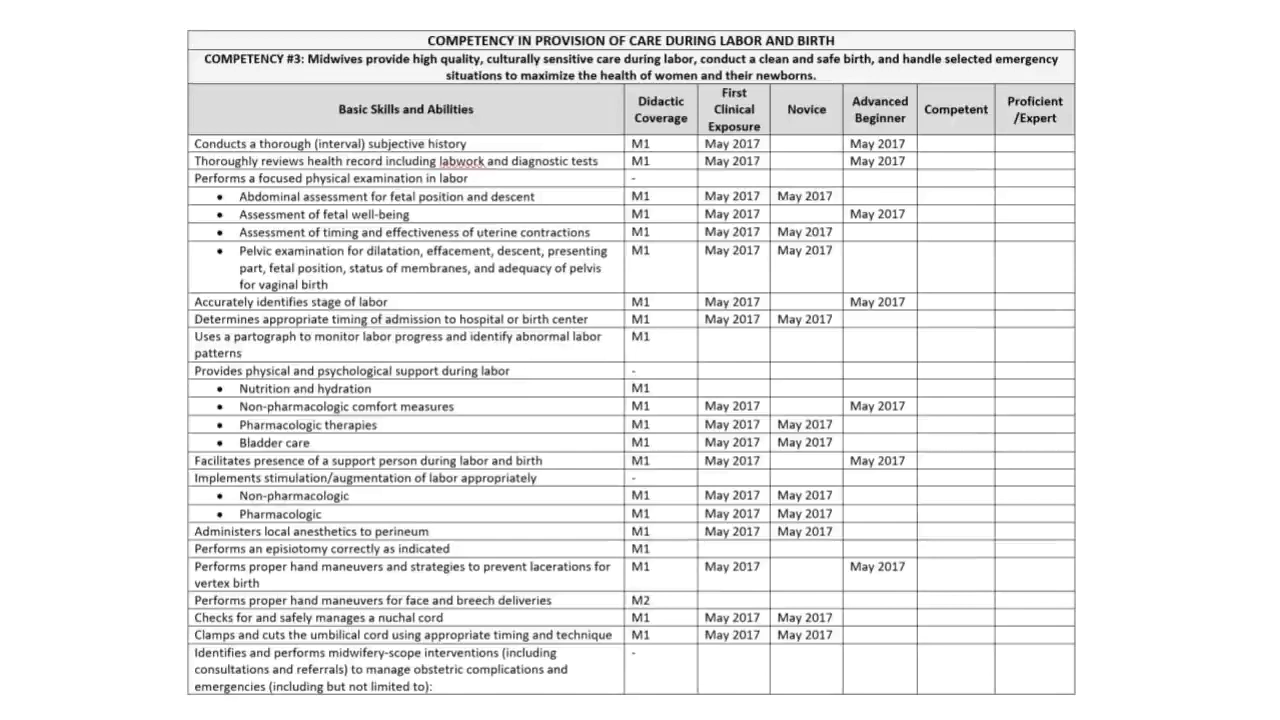 COMPETENCY IN PROVISION OF CARE DURING LABOR AND BIRTH
COMPETENCY #3: Midwives provide high quality, culturally sensitive care during labor, conduct a clean and safe birth, and handle selected emergency
situations to maximize the health of women and their newborns.
Basic Skills and Abilities Didactic Coverage First Clinical Exposure Novice Advanced Beginner Competent Proficient /Expert
Conducts a thorough (interval) subjective history M1 May 2017 May 2017
Thoroughly reviews health record including labwork and diagnostic tests M1 May 2017 May 2017
Performs a focused physical examination in labor -
• Abdominal assessment for fetal position and descent M1 May 2017 May 2017
• Assessment of fetal well-being M1 May 2017 May 2017
• Assessment of timing and effectiveness of uterine contractions M1 May 2017 May 2017
• Pelvic examination for dilatation, effacement, descent, presenting M1 May 2017 May 2017
part, fetal position, status of membranes, and adequacy of pelvis
for vaginal birth
Accurately identifies stage of labor M1 May 2017 May 2017
Determines appropriate timing of admission to hospital or birth center M1 May 2017 May 2017
Uses a partograph to monitor labor progress and identify abnormal labor M1
patterns
Provides physical and psychological support during labor -
• Nutrition and hydration M1
• Non-pharmacologic comfort measures M1 May 2017 May 2017
• Pharmacologic therapies M1 May 2017 May 2017
• Bladder care M1 May 2017 May 2017
Facilitates presence of a support person during labor and birth M1 May 2017 May 2017
Implements stimulation/augmentation of labor appropriately -
• Non-pharmacologic M1 May 2017 May 2017
• Pharmacologic M1 May 2017 May 2017
Administers local anesthetics to perineum M1 May 2017 May 2017
Performs an episiotomy correctly as indicated M1
Performs proper hand maneuvers and strategies to prevent lacerations for M1 May 2017 May 2017
vertex birth
Performs proper hand maneuvers for face and breech deliveries M2
Checks for and safely manages a nuchal cord M1 May 2017 May 2017
Clamps and cuts the umbilical cord using appropriate timing and technique M1 May 2017 May 2017
Identifies and performs midwifery-scope interventions (including -
consultations and referrals) to manage obstetric complications and
emergencies (including but not limited to):